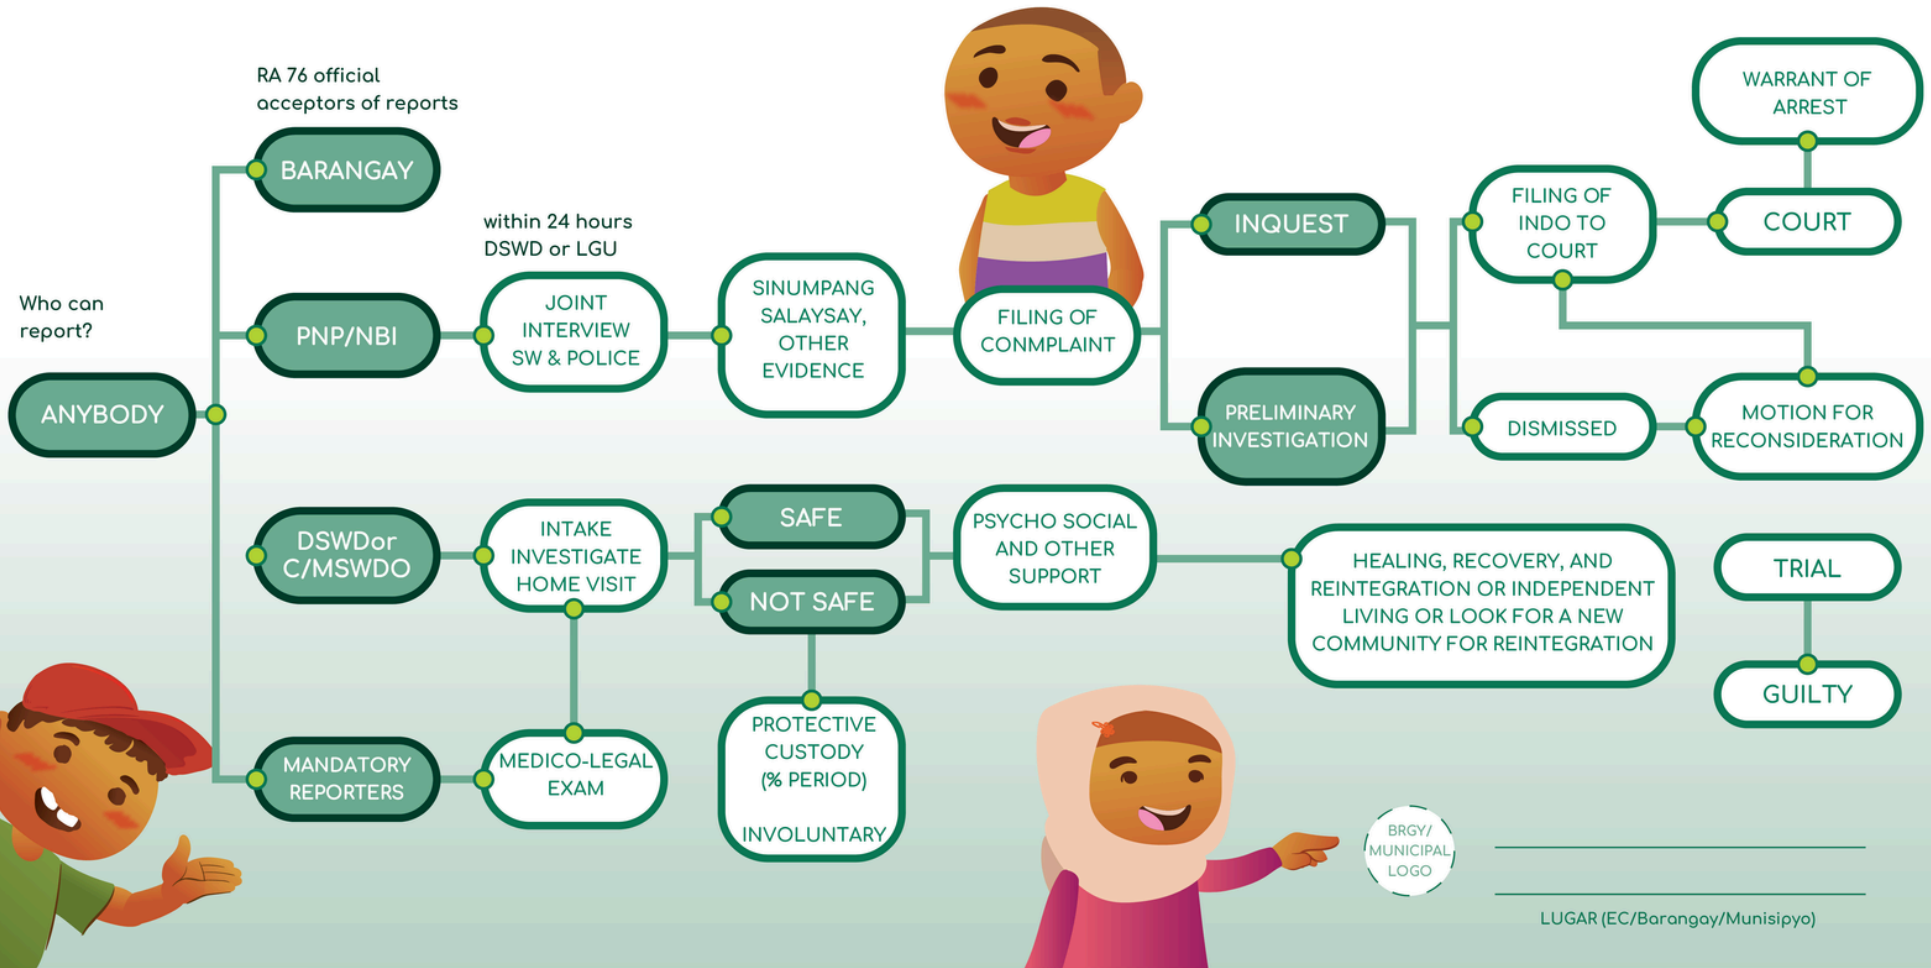 Who can
report?
ANYBODY
RA 76 official
acceptors of reports
BARANGAY
PNP/NBI
DSWDor
C/MSWDO
MANDATORY
REPORTERS
within 24 hours
DSWD or LGU
JOINT
INTERVIEW
SW & POLICE
INTAKE
INVESTIGATE
HOME VISIT
MEDICO-LEGAL
EXAM
SINUMPANG
SALAYSAY,
OTHER
EVIDENCE
SAFE
NOT SAFE
PROTECTIVE
CUSTODY
(% PERIOD)
INVOLUNTARY
FILING OF
CONMPLAINT
PSYCHO SOCIAL
AND OTHER
SUPPORT
INQUEST
PRELIMINARY
INVESTIGATION
HEALING, RECOVERY, AND
REINTEGRATION OR INDEPENDENT
LIVING OR LOOK FOR A NEW
COMMUNITY FOR REINTEGRATION
FILING OF
INDO TO
COURT
DISMISSED
WARRANT OF
ARREST
COURT
MOTION FOR
RECONSIDERATION
TRIAL
GUILTY
BRGY/
MUNICIPAL
LOGO
LUGAR (EC/Barangay/Munisipyo)